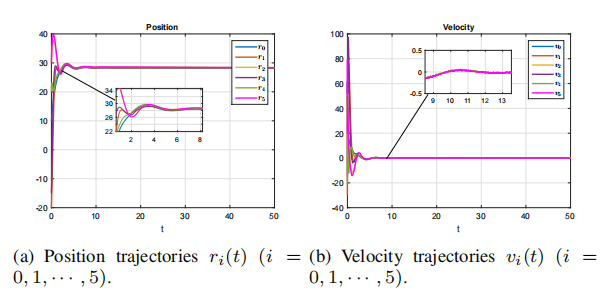 Position
40
30
20
10
0
-10
-20
0
10
20
30
40
50
t
r₀
r₁
r₂
r₃
r₄
r₅
34
30
26
22
2
4
6
8
Velocity
100
80
60
40
20
0
-20
-40
0
10
20
30
40
50
t
v₀
v₁
v₂
v₃
v₄
v₅
0.5
0
-0.5
9
10
11
12
13
(a) Position trajectories rᵢ(t) (i =
0, 1, ⋯ , 5).
(b) Velocity trajectories vᵢ(t) (i =
0, 1, ⋯ , 5).